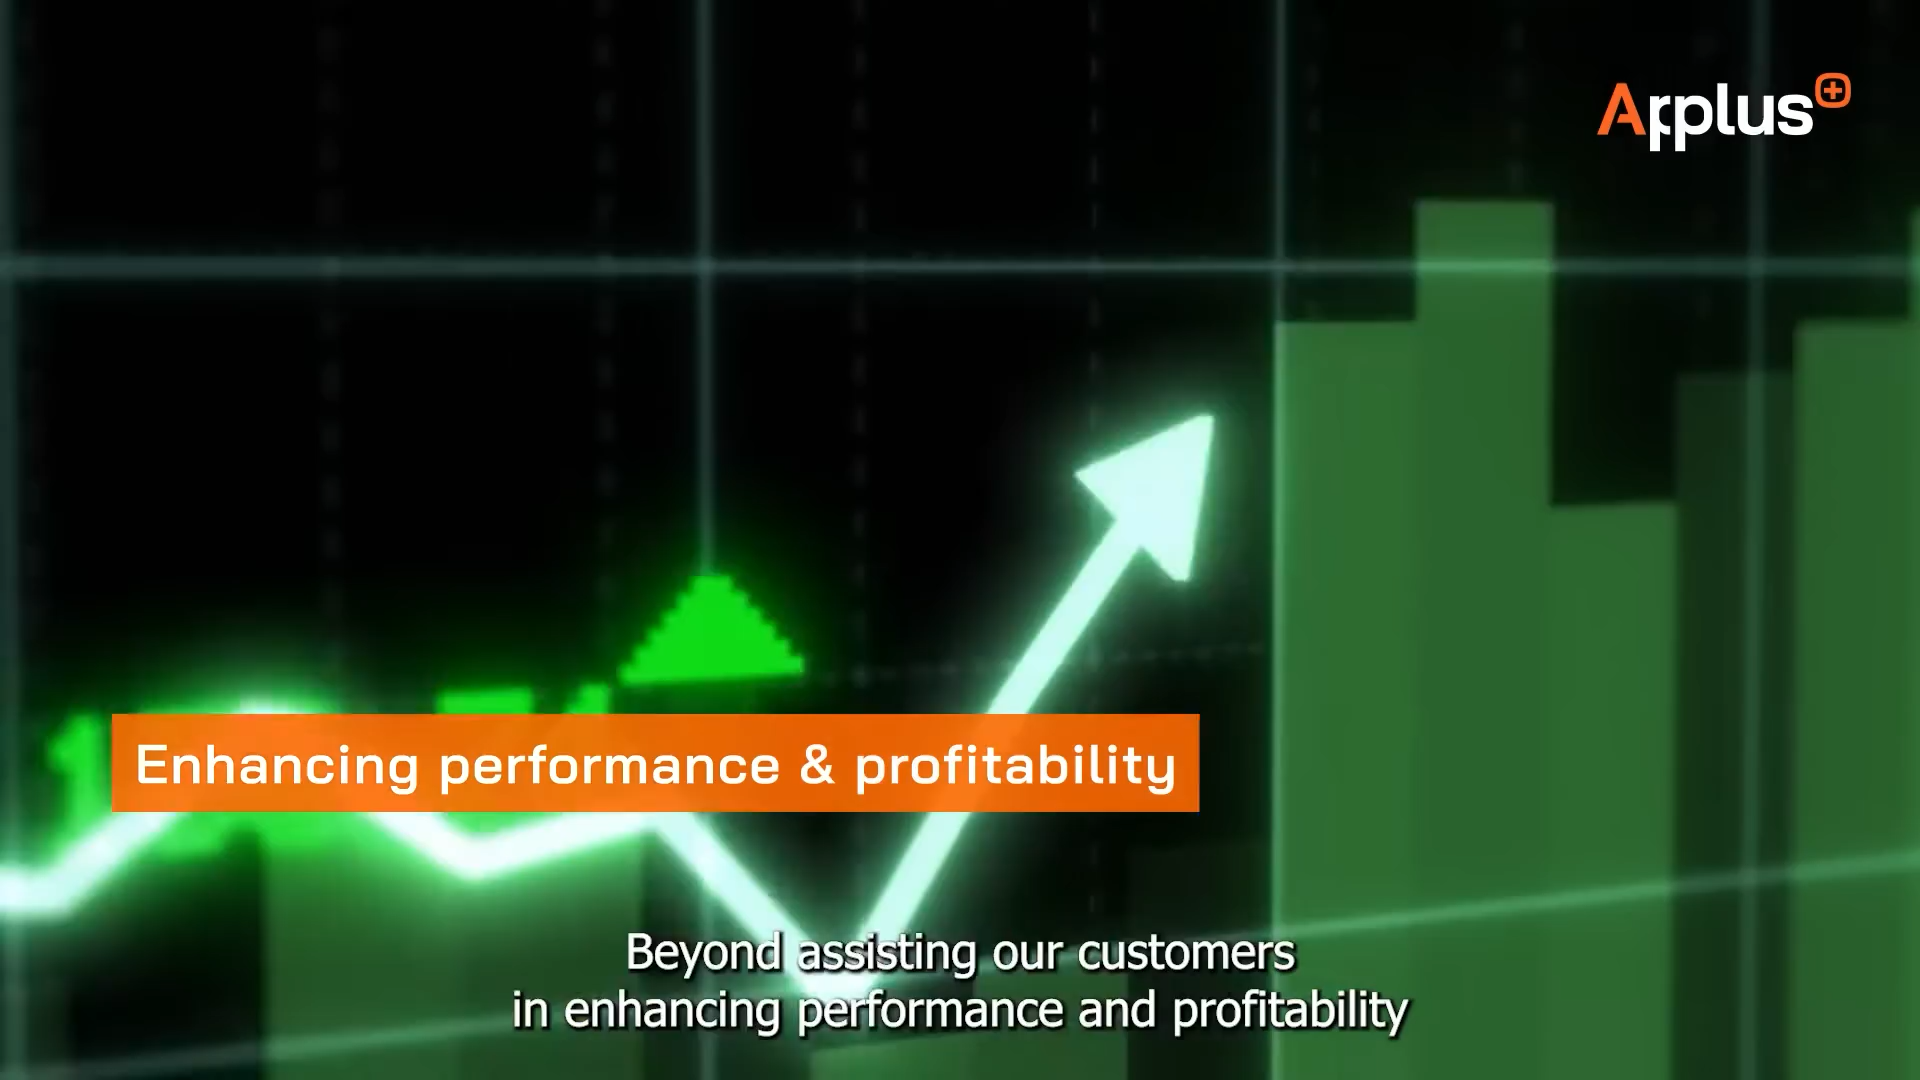 Applus+
Enhancing performance & profitability
Beyond assisting our customers
in enhancing performance and profitability